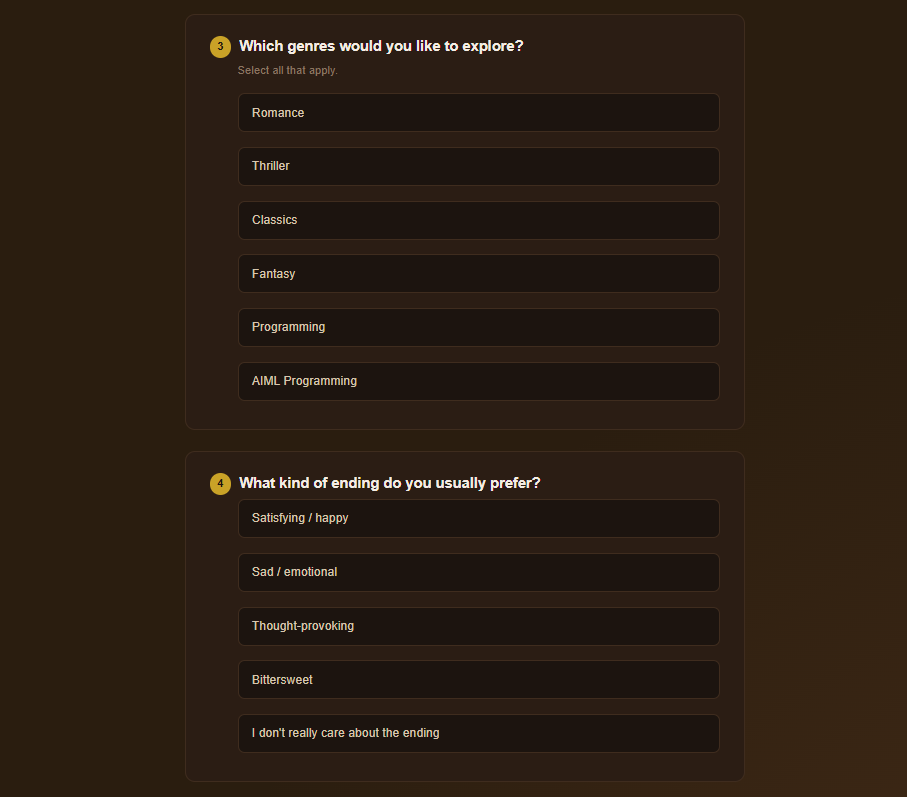 3 Which genres would you like to explore?
Select all that apply.
Romance
Thriller
Classics
Fantasy
Programming
AIML Programming
4 What kind of ending do you usually prefer?
Satisfying / happy
Sad / emotional
Thought-provoking
Bittersweet
I don't really care about the ending